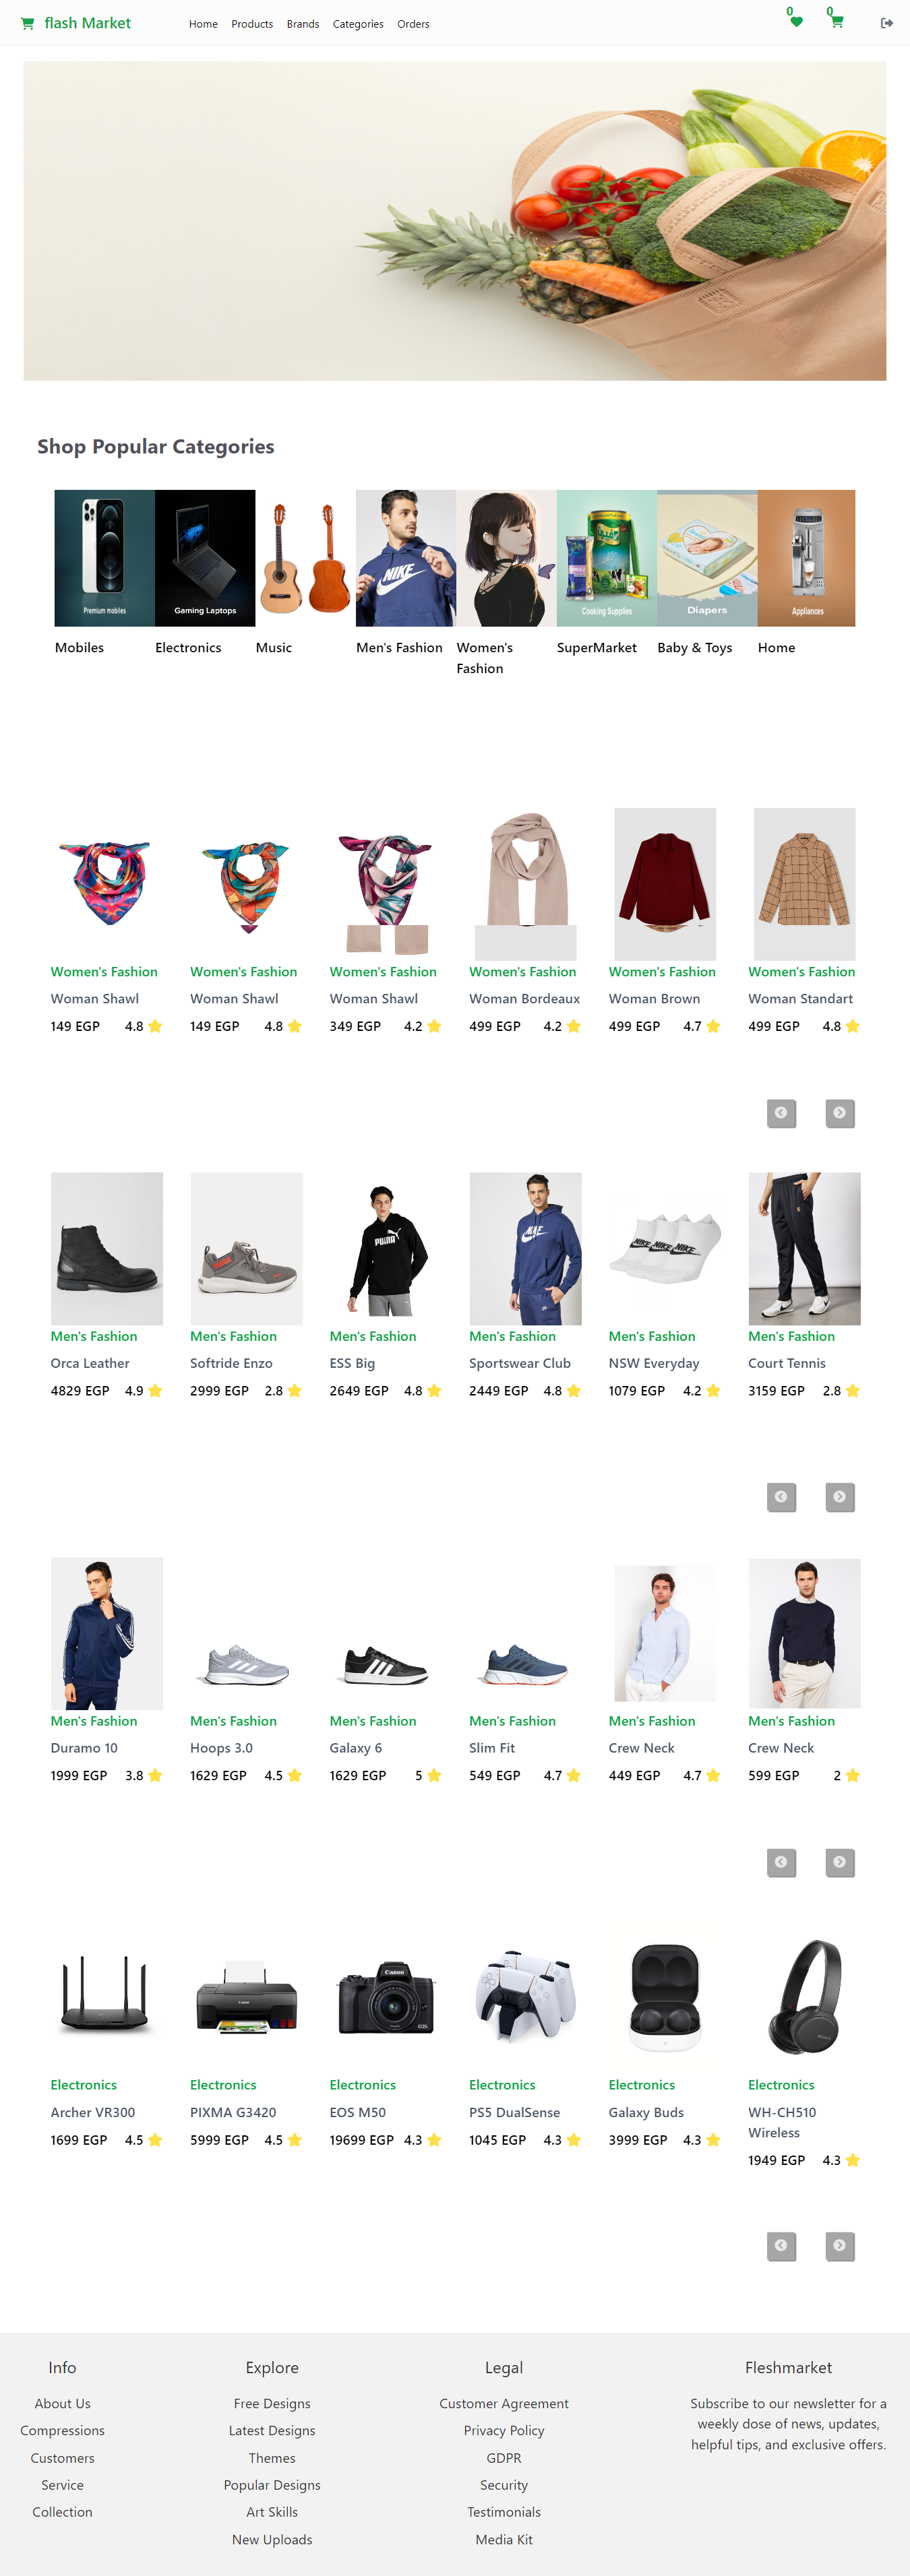 flash Market
Home Products Brands Categories Orders
0 0
Shop Popular Categories
Premium mobiles
Gaming Laptops
NIKE
Cooking Supplies
Diapers
Appliances
Mobiles
Electronics
Music
Men's Fashion
Women's
Fashion
SuperMarket
Baby & Toys
Home
Women's Fashion Women's Fashion Women's Fashion Women's Fashion Women's Fashion Women's Fashion
Woman Shawl Woman Shawl Woman Shawl Woman Bordeaux Woman Brown Woman Standart
149 EGP 4.8 149 EGP 4.8 349 EGP 4.2 499 EGP 4.2 499 EGP 4.7 499 EGP 4.8
PUMA
NIKE
NIKE NIKE NIKE
Men's Fashion Men's Fashion Men's Fashion Men's Fashion Men's Fashion Men's Fashion
Orca Leather Softride Enzo ESS Big Sportswear Club NSW Everyday Court Tennis
4829 EGP 4.9 2999 EGP 2.8 2649 EGP 4.8 2449 EGP 4.8 1079 EGP 4.2 3159 EGP 2.8
Men's Fashion Men's Fashion Men's Fashion Men's Fashion Men's Fashion Men's Fashion
Duramo 10 Hoops 3.0 Galaxy 6 Slim Fit Crew Neck Crew Neck
1999 EGP 3.8 1629 EGP 4.5 1629 EGP 5 549 EGP 4.7 449 EGP 4.7 599 EGP 2
Canon
EOS
SONY
Electronics Electronics Electronics Electronics Electronics Electronics
Archer VR300 PIXMA G3420 EOS M50 PS5 DualSense Galaxy Buds WH-CH510
Wireless
1699 EGP 4.5 5999 EGP 4.5 19699 EGP 4.3 1045 EGP 4.3 3999 EGP 4.3 1949 EGP 4.3
Info
About Us
Compressions
Customers
Service
Collection
Explore
Free Designs
Latest Designs
Themes
Popular Designs
Art Skills
New Uploads
Legal
Customer Agreement
Privacy Policy
GDPR
Security
Testimonials
Media Kit
Fleshmarket
Subscribe to our newsletter for a
weekly dose of news, updates,
helpful tips, and exclusive offers.